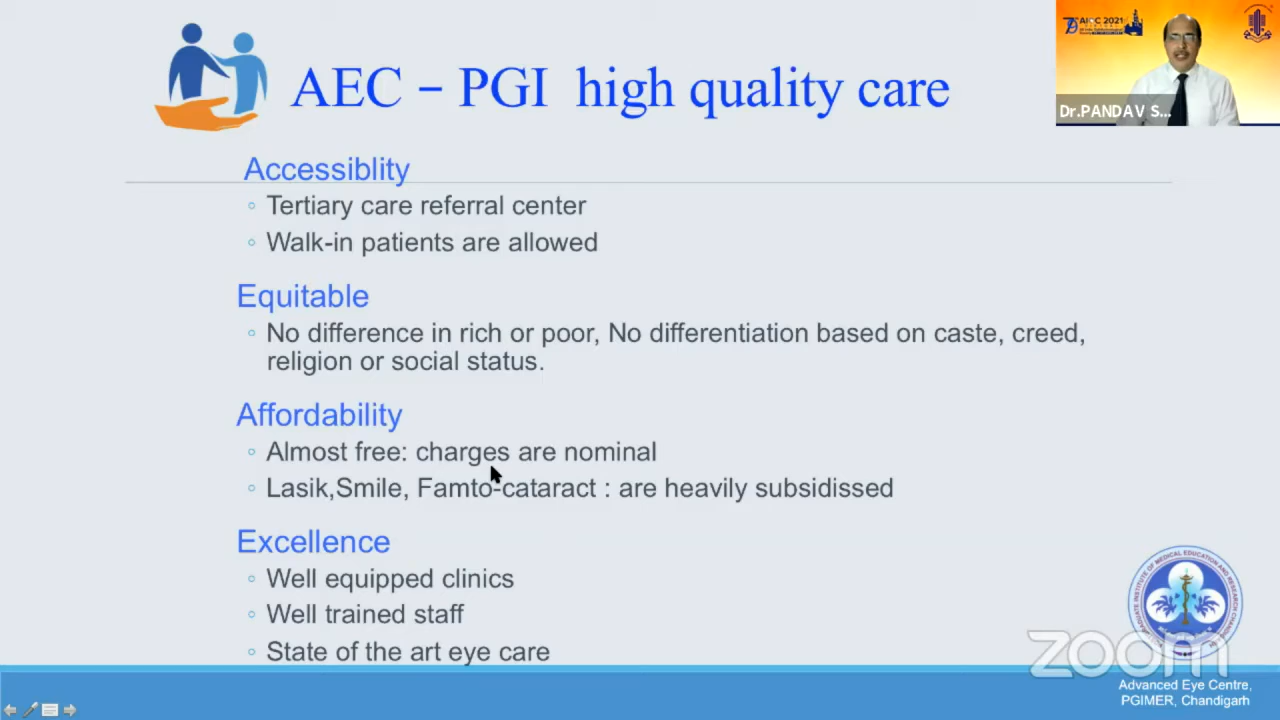 AEC – PGI high quality care
AIOC 2021
Dr.PANDAV S...
Accessiblity
◦ Tertiary care referral center
◦ Walk-in patients are allowed
Equitable
◦ No difference in rich or poor, No differentiation based on caste, creed,
religion or social status.
Affordability
◦ Almost free: charges are nominal
◦ Lasik,Smile, Famto-cataract : are heavily subsidissed
Excellence
◦ Well equipped clinics
◦ Well trained staff
◦ State of the art eye care
zoom
Advanced Eye Centre,
PGIMER, Chandigarh